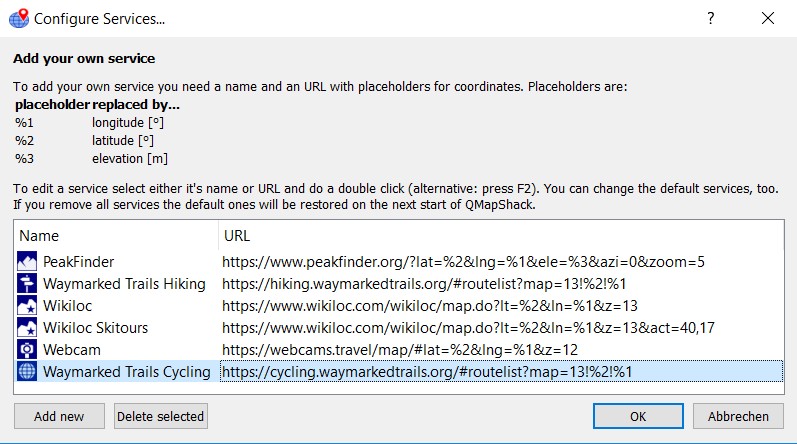 Configure Services...
?
Add your own service
To add your own service you need a name and an URL with placeholders for coordinates. Placeholders are:
placeholder replaced by...
%1 longitude [°]
%2 latitude [°]
%3 elevation [m]
To edit a service select either it's name or URL and do a double click (alternative: press F2). You can change the default services, too.
If you remove all services the default ones will be restored on the next start of QMapShack.
Name URL
PeakFinder https://www.peakfinder.org/?lat=%2&lng=%1&ele=%3&azi=0&zoom=5
Waymarked Trails Hiking https://hiking.waymarkedtrails.org/#routelist?map=13!%2!%1
Wikiloc https://www.wikiloc.com/wikiloc/map.do?lt=%2&ln=%1&z=13
Wikiloc Skitours https://www.wikiloc.com/wikiloc/map.do?lt=%2&ln=%1&z=13&act=40,17
Webcam https://webcams.travel/map/#lat=%2&lng=%1&z=12
Waymarked Trails Cycling https://cycling.waymarkedtrails.org/#routelist?map=13!%2!%1
Add new Delete selected OK Abbrechen